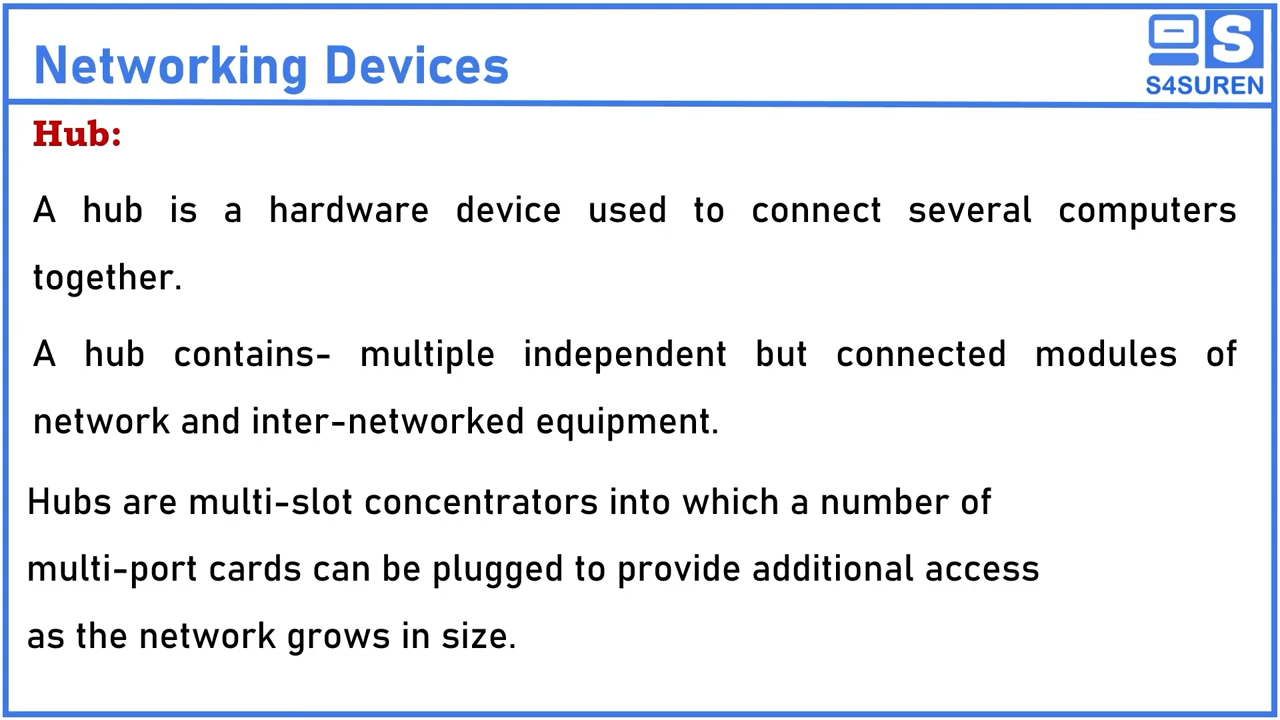 Networking Devices
S
S4SUREN
Hub:
A hub is a hardware device used to connect several computers
together.
A hub contains- multiple independent but connected modules of
network and inter-networked equipment.
Hubs are multi-slot concentrators into which a number of
multi-port cards can be plugged to provide additional access
as the network grows in size.